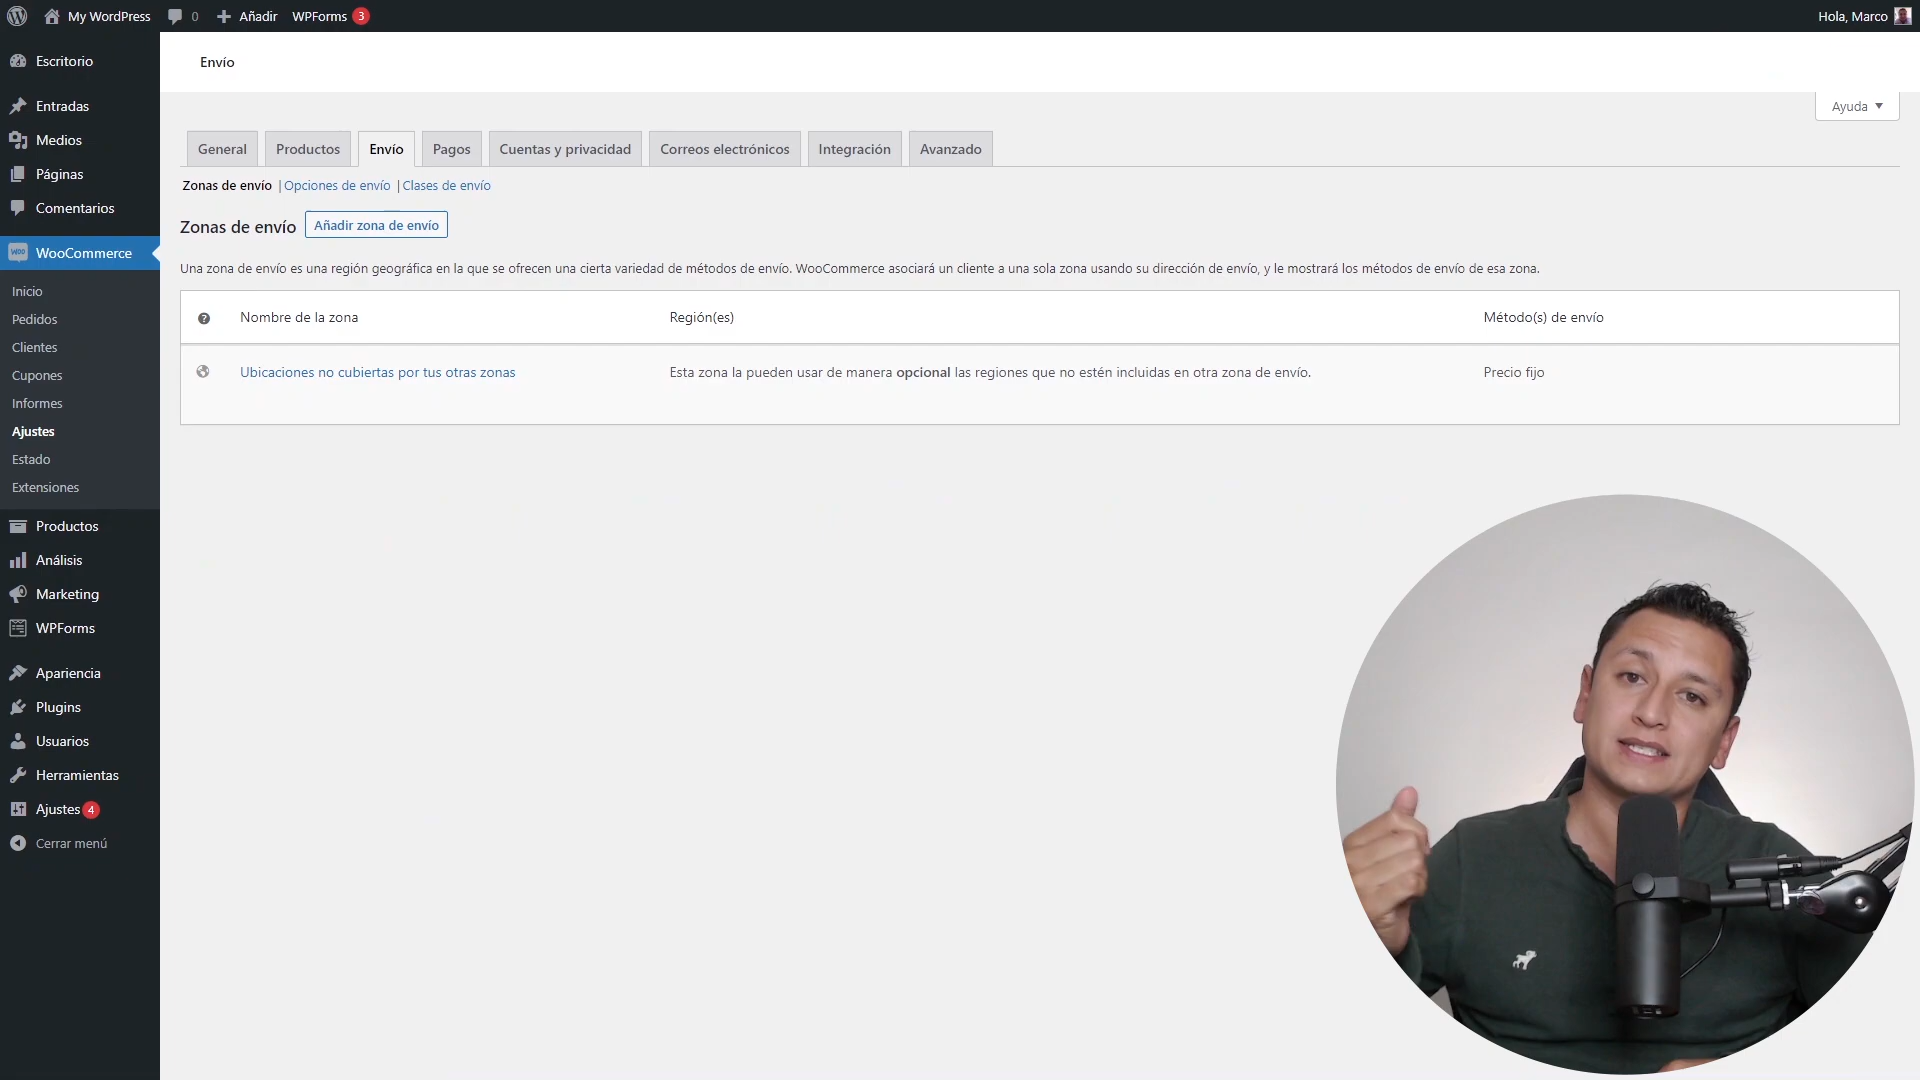 My WordPress 0 Añadir WPForms 3 Hola, Marco
Escritorio
Entradas
Medios
Páginas
Comentarios
WooCommerce
Inicio
Pedidos
Clientes
Cupones
Informes
Ajustes
Estado
Extensiones
Productos
Análisis
Marketing
WPForms
Apariencia
Plugins
Usuarios
Herramientas
Ajustes 4
Cerrar menú
Envío
Ayuda
General Productos Envío Pagos Cuentas y privacidad Correos electrónicos Integración Avanzado
Zonas de envío | Opciones de envío | Clases de envío
Zonas de envío Añadir zona de envío
Una zona de envío es una región geográfica en la que se ofrecen una cierta variedad de métodos de envío. WooCommerce asociará un cliente a una sola zona usando su dirección de envío, y le mostrará los métodos de envío de esa zona.
Nombre de la zona Región(es) Método(s) de envío
Ubicaciones no cubiertas por tus otras zonas Esta zona la pueden usar de manera opcional las regiones que no estén incluidas en otra zona de envío. Precio fijo